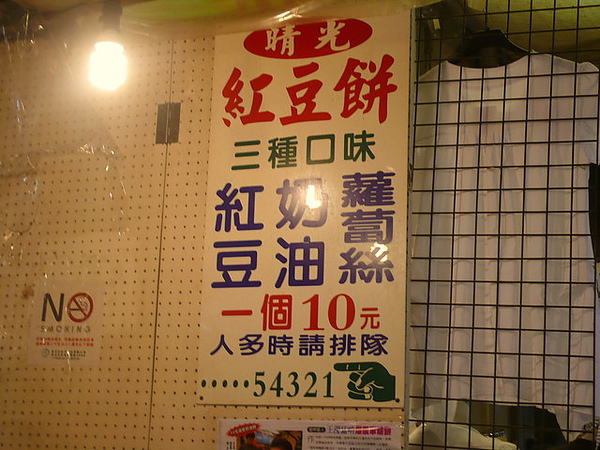 晴光
紅豆餅
三種口味
紅豆 奶油 蘿蔔絲
一個10元
人多時請排隊
·····54321
NO
SMOKING